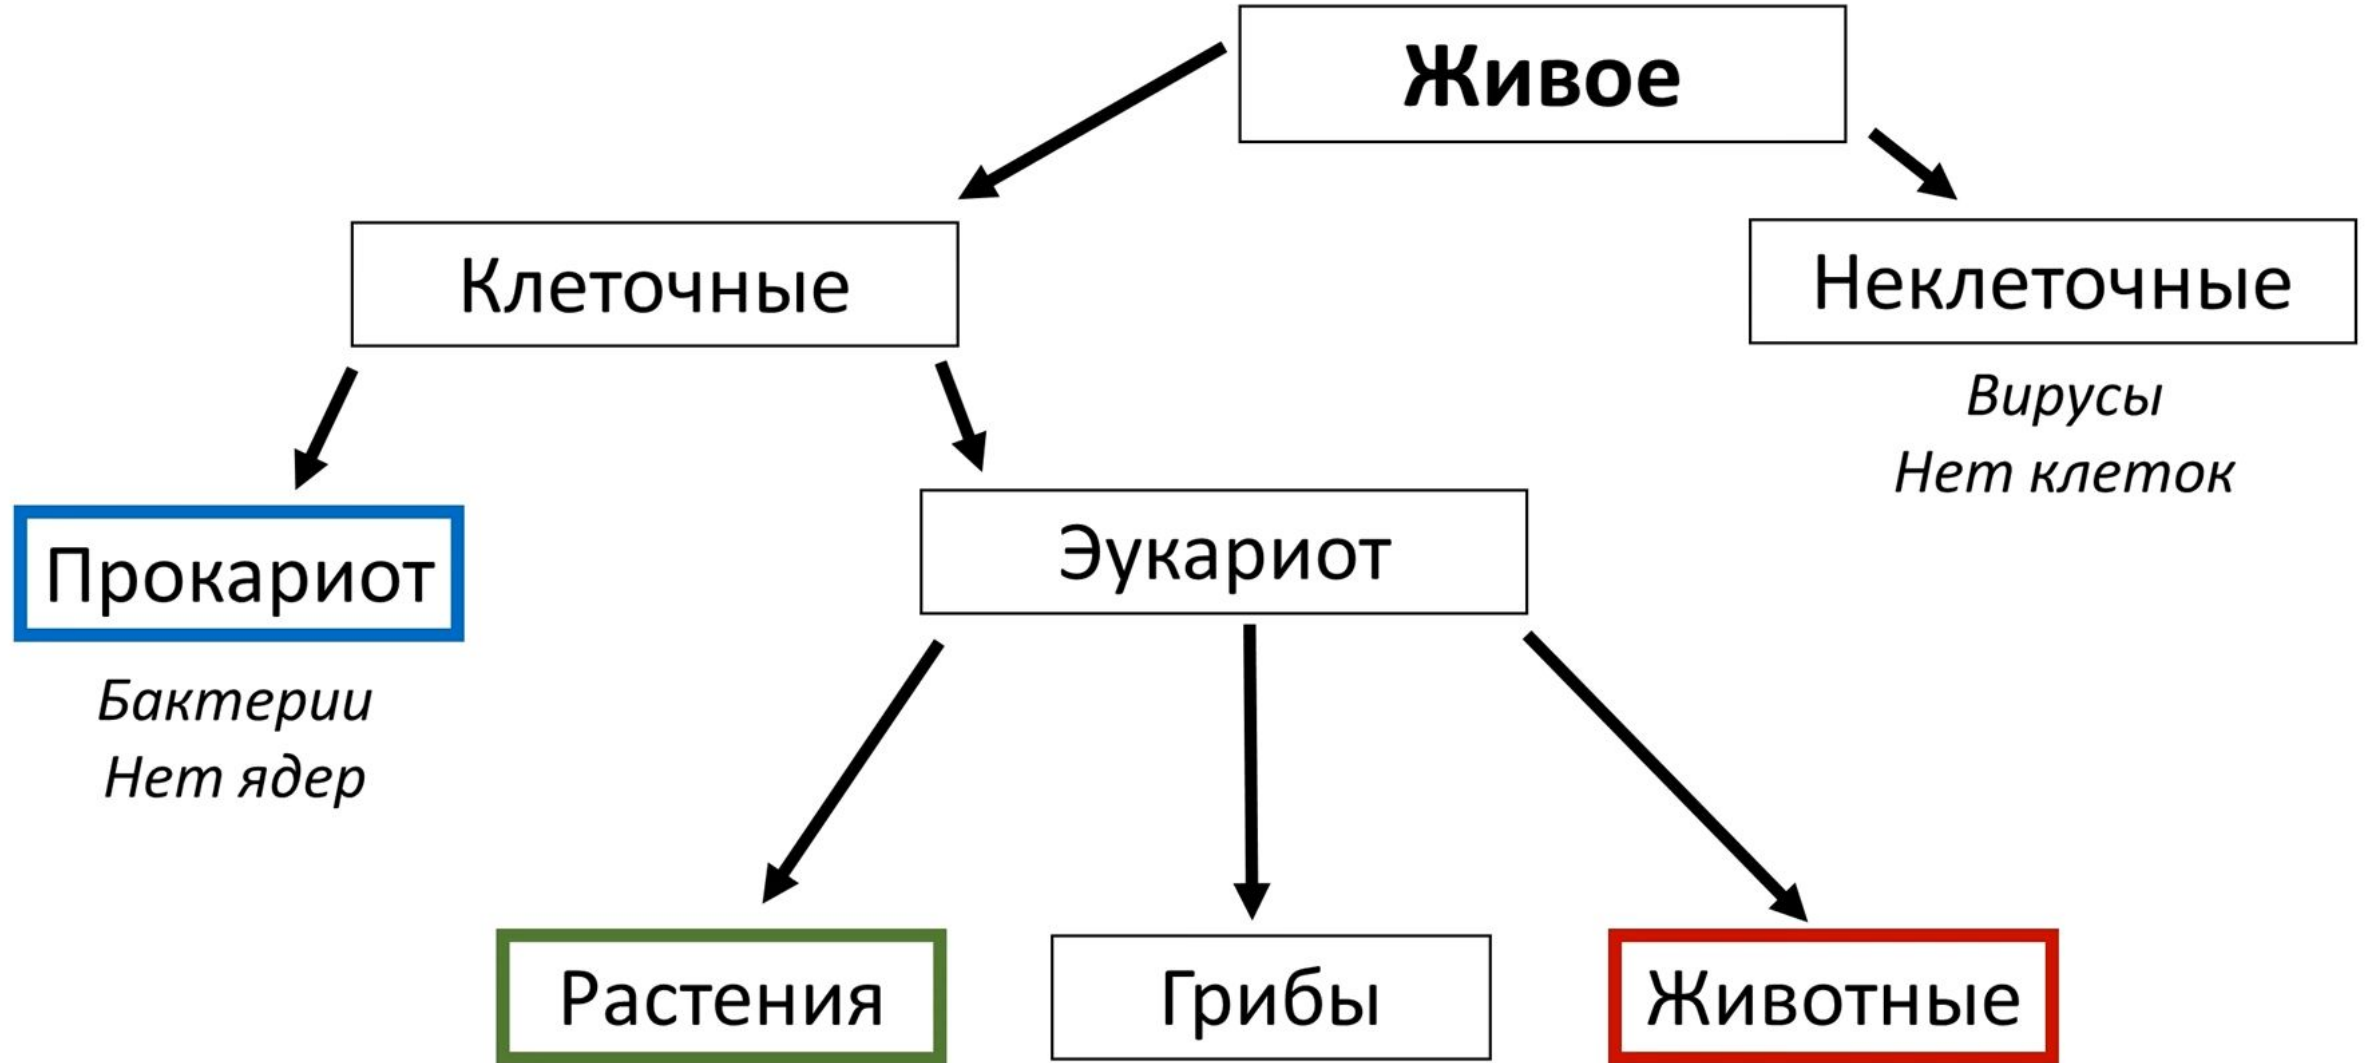 Живое
Клеточные
Неклеточные
Вирусы
Нет клеток
Прокариот
Эукариот
Бактерии
Нет ядер
Растения
Грибы
Животные